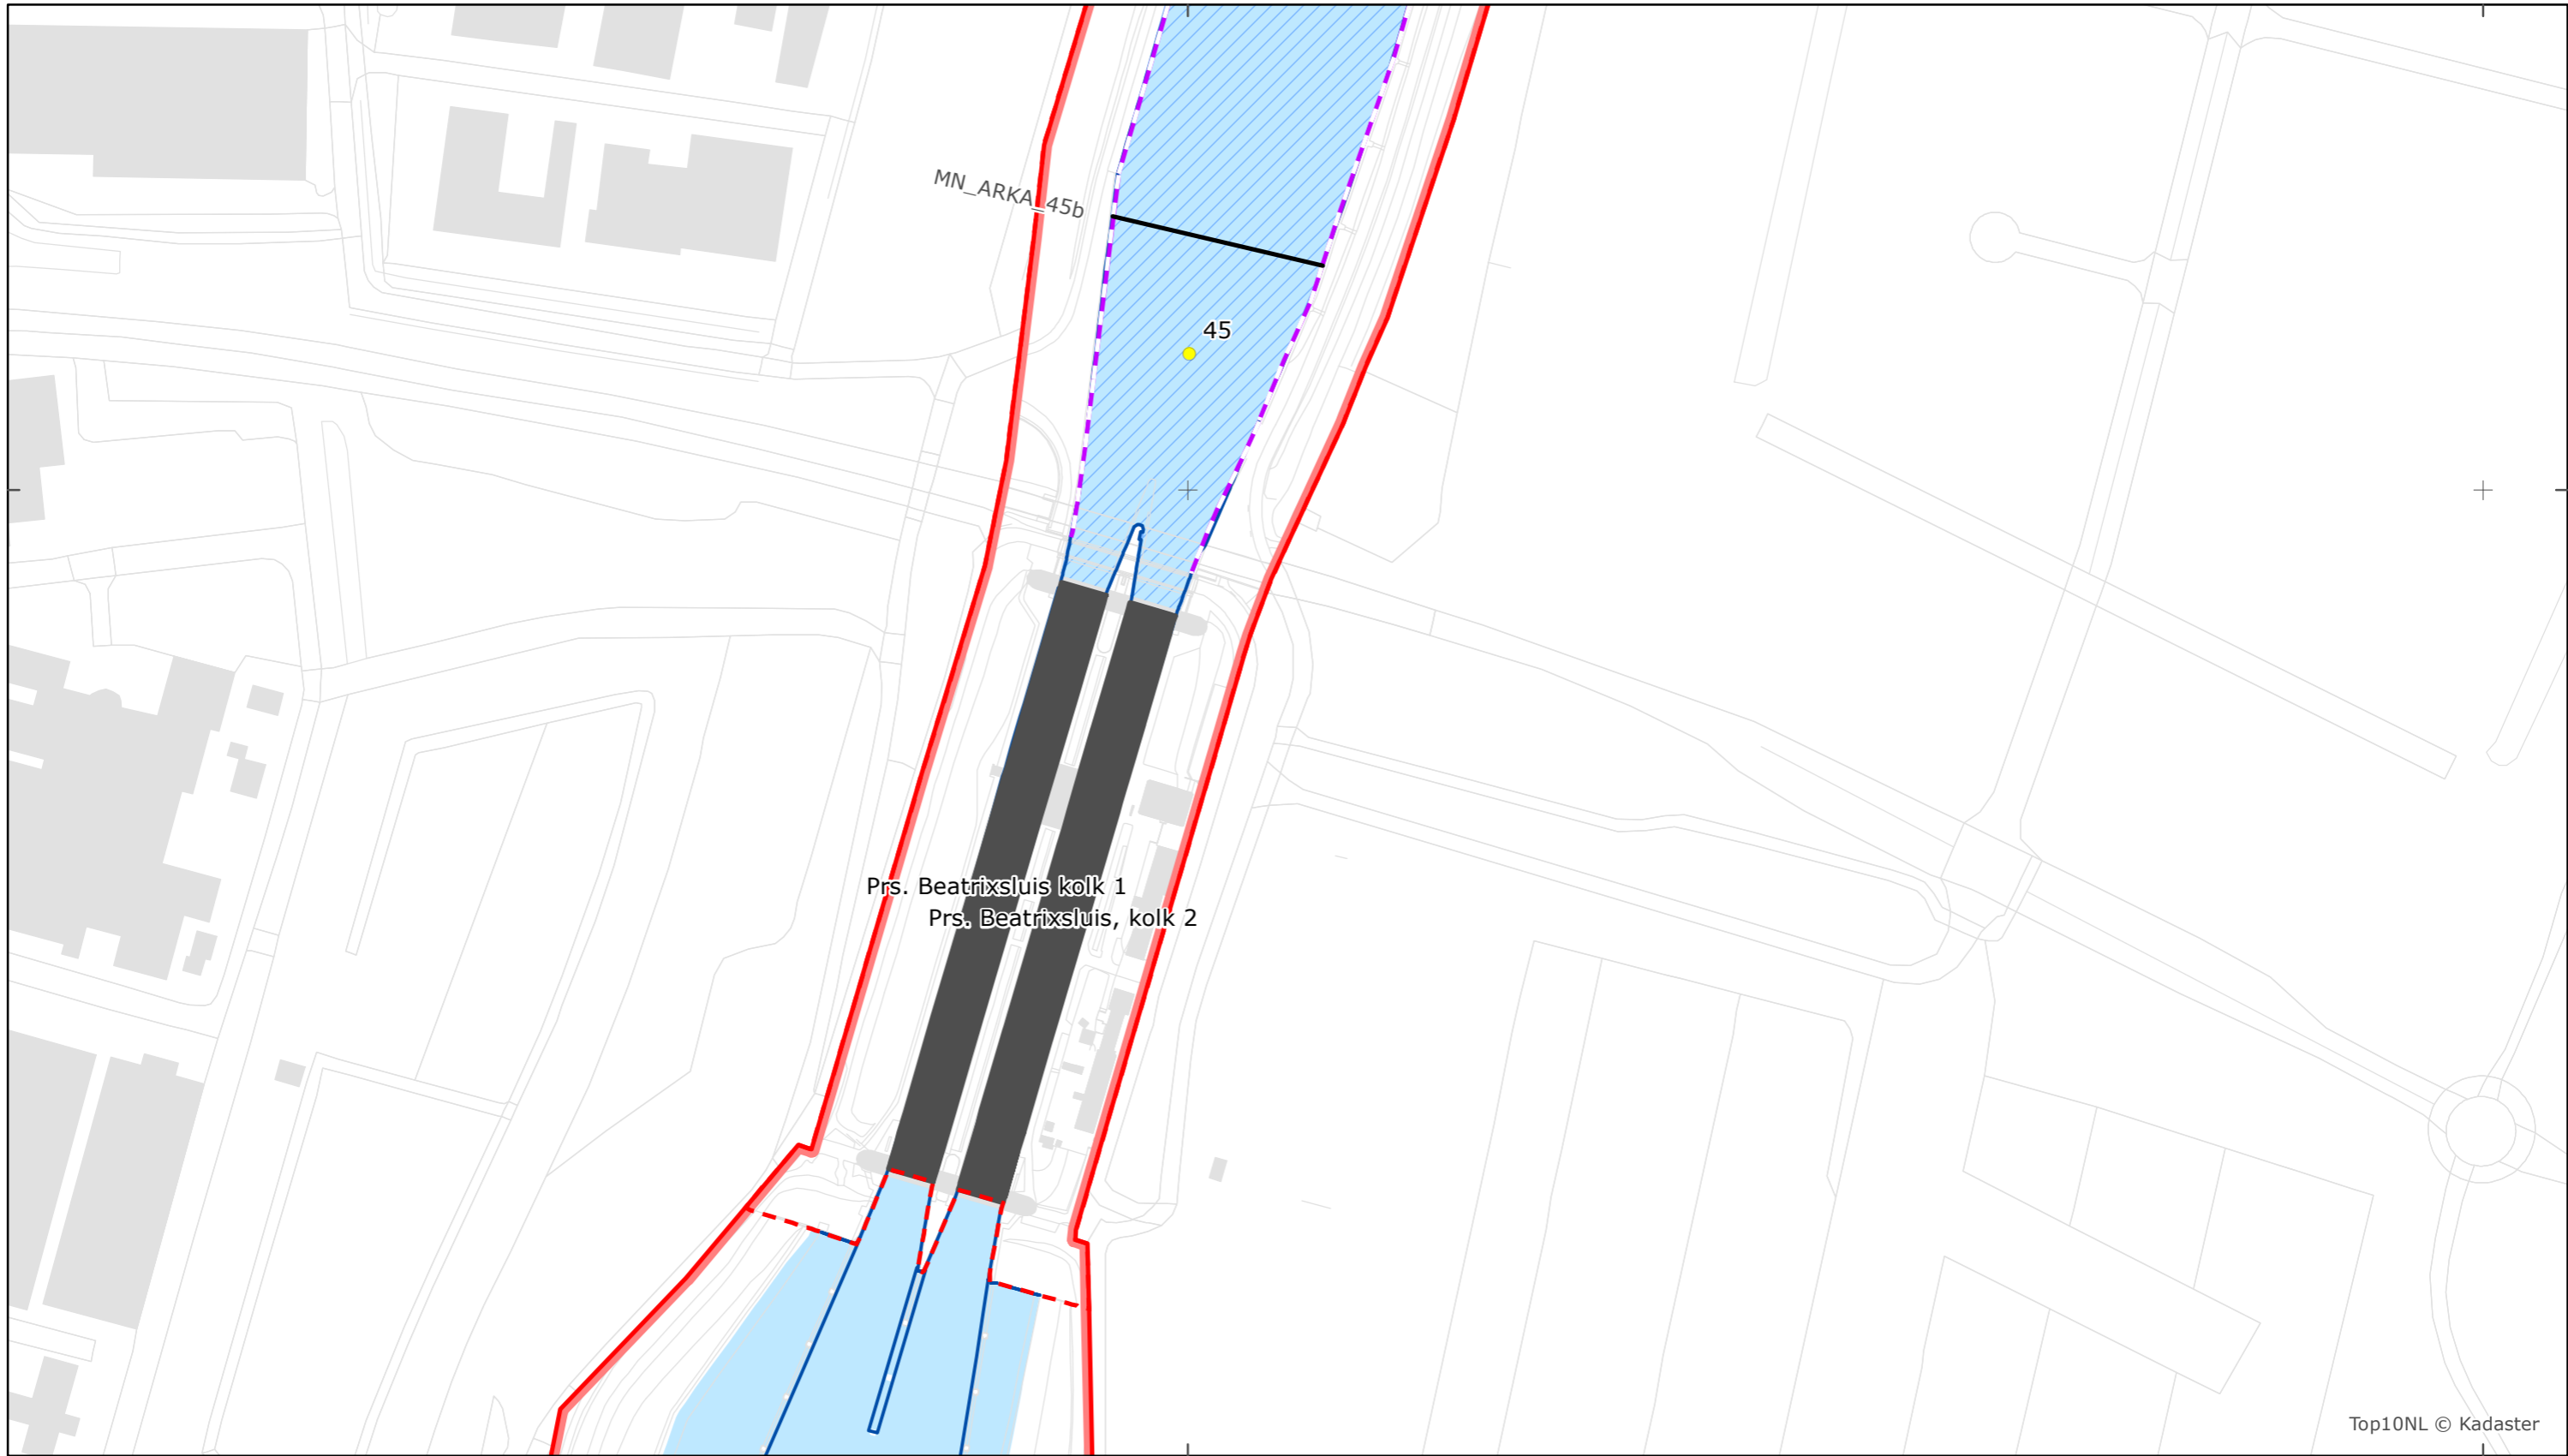 MN_ARKA_45b
45
Prs. Beatrixsluis kolk 1
Prs. Beatrixsluis, kolk 2
Top10NL © Kadaster